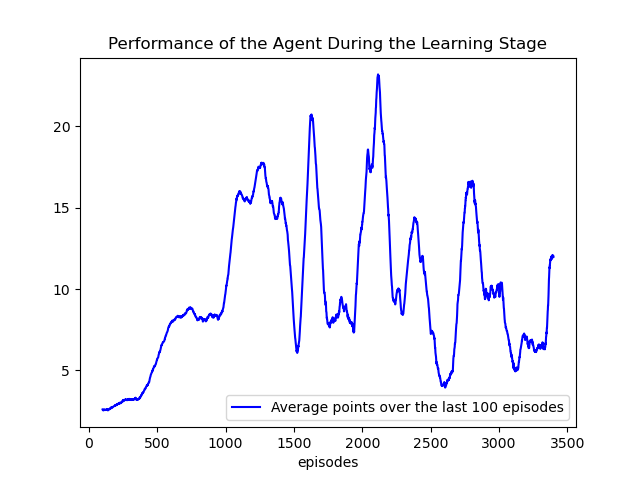 Performance of the Agent During the Learning Stage
20
15
10
5
Average points over the last 100 episodes
0 500 1000 1500 2000 2500 3000 3500
episodes